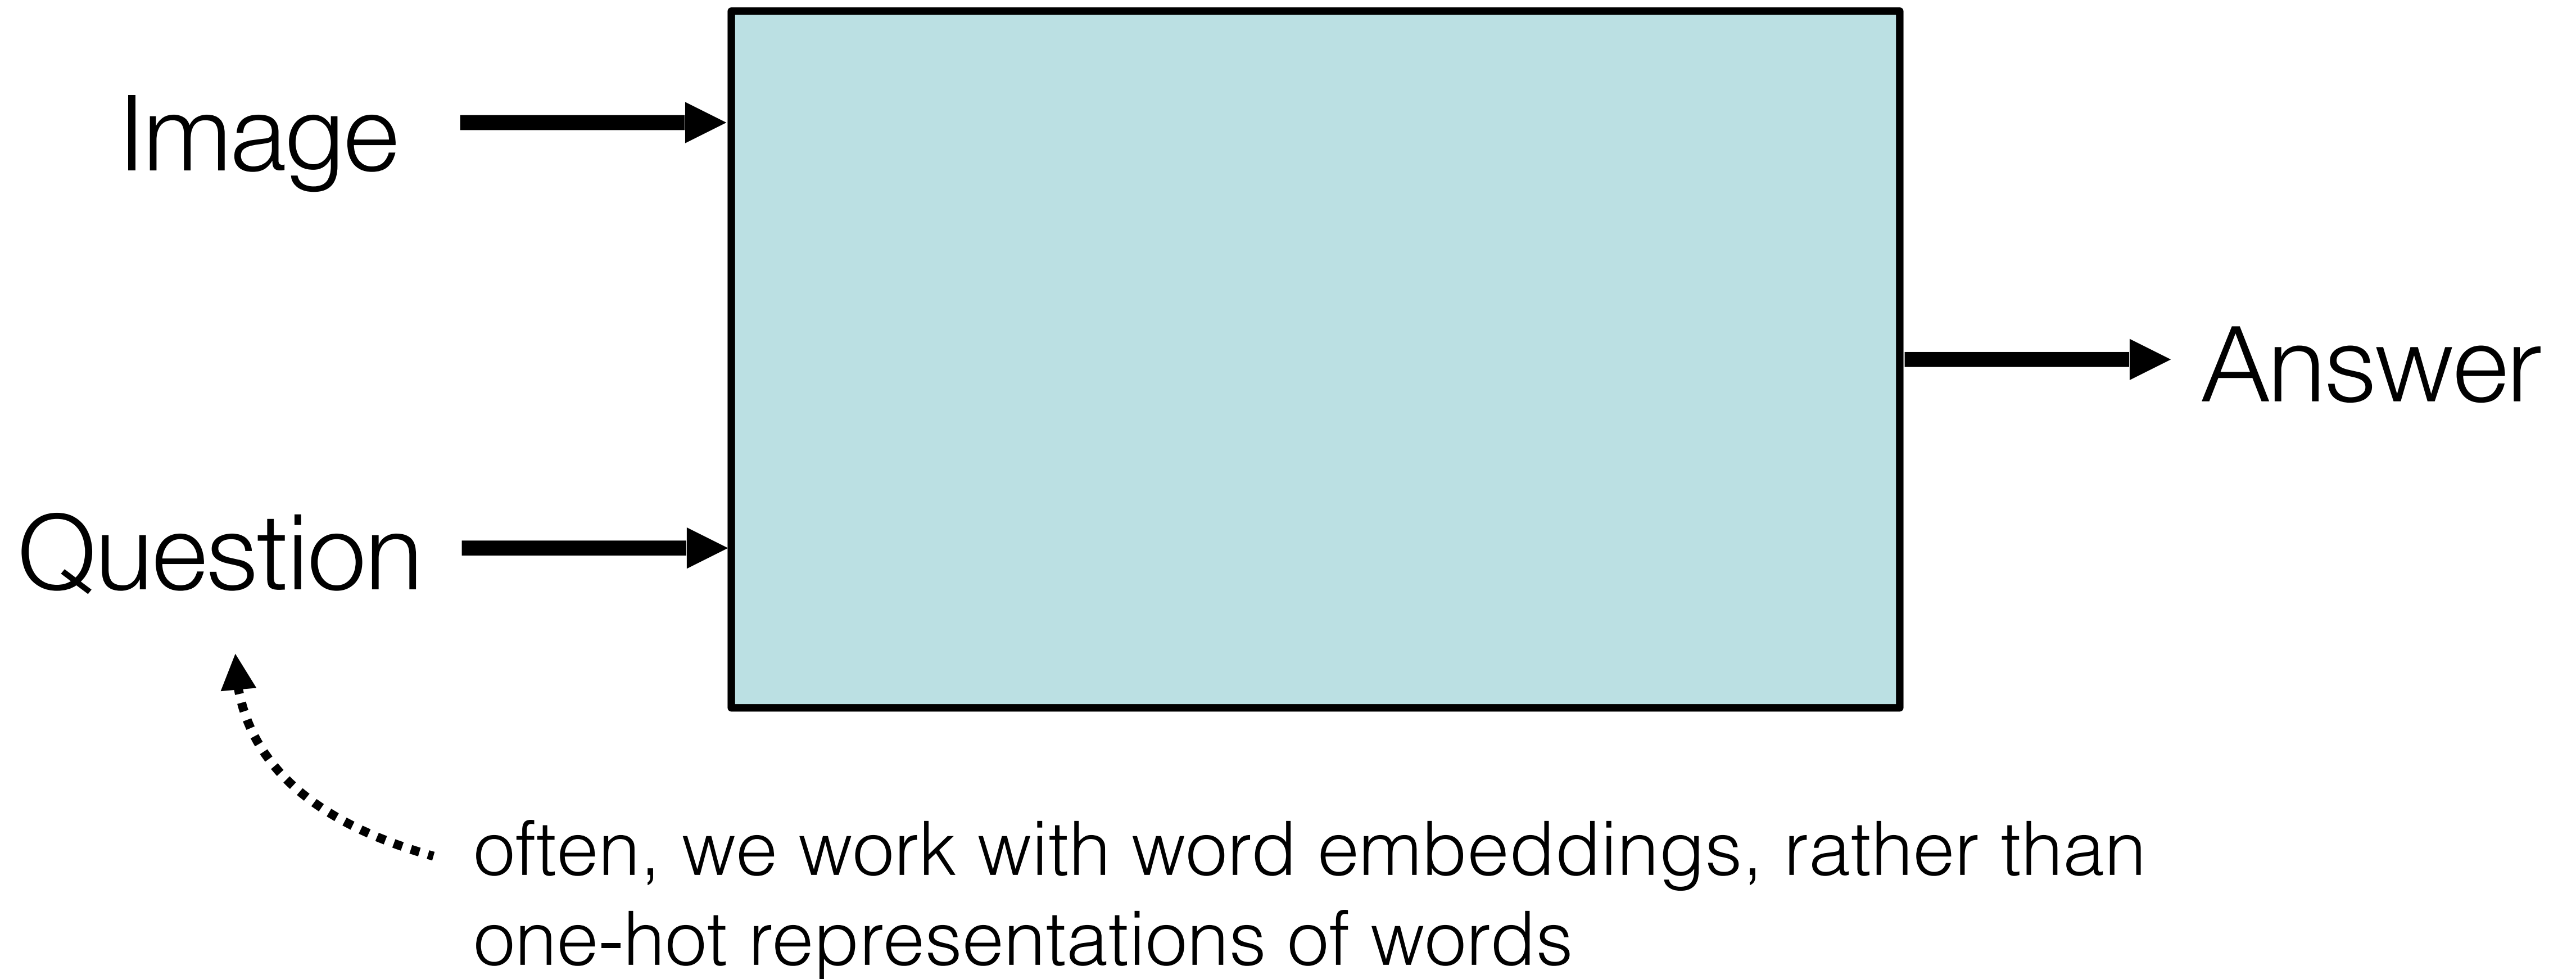 Image
Answer
Question
often, we work with word embeddings, rather than
one-hot representations of words